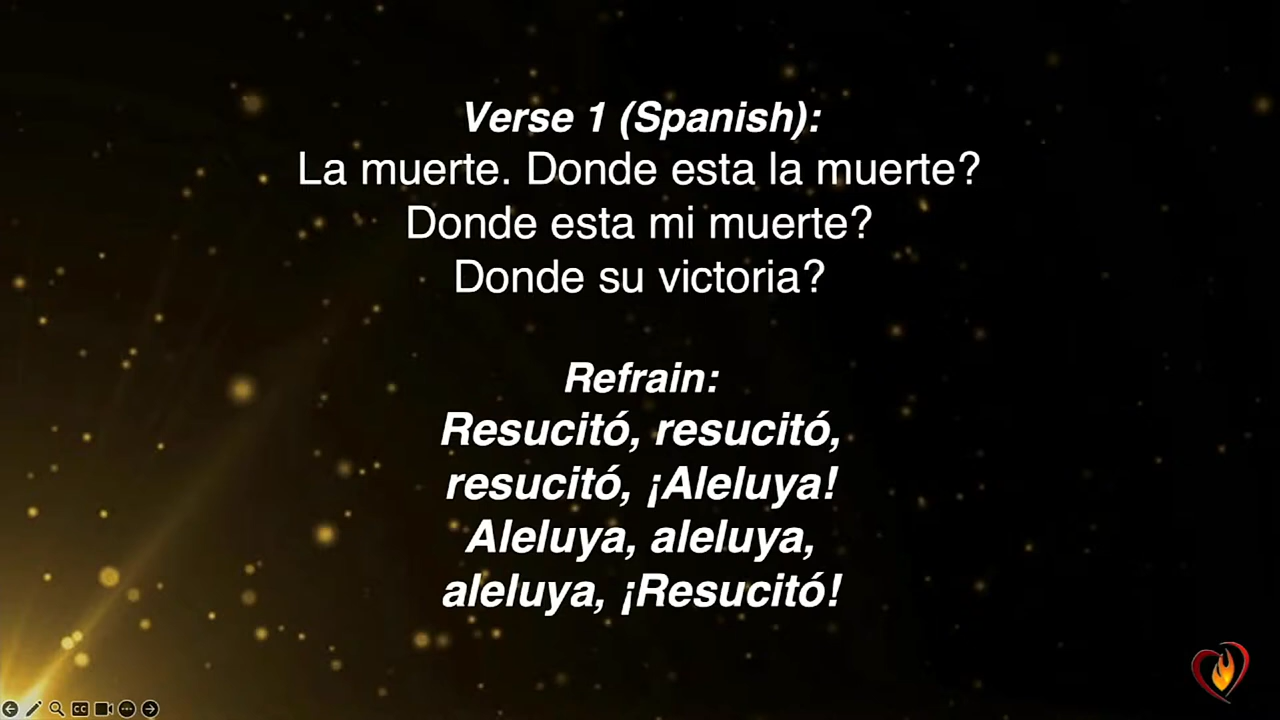 Verse 1 (Spanish):
La muerte. Donde esta la muerte?
Donde esta mi muerte?
Donde su victoria?
Refrain:
Resucitó, resucitó,
resucitó, ¡Aleluya!
Aleluya, aleluya,
aleluya, ¡Resucitó!
CC